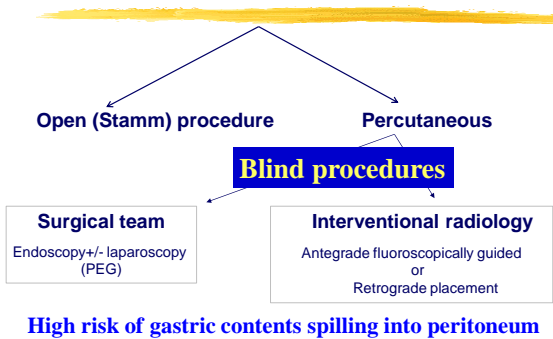 Open (Stamm) procedure
Percutaneous
Blind procedures
Surgical team
Endoscopy+/- laparoscopy
(PEG)
Interventional radiology
Antegrade fluoroscopically guided
or
Retrograde placement
High risk of gastric contents spilling into peritoneum